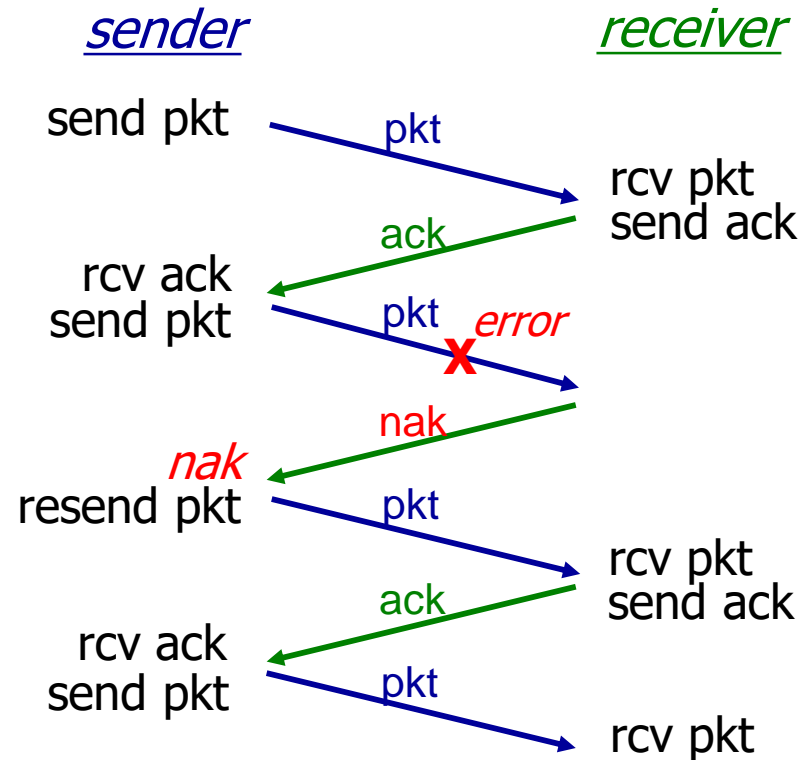 sender
receiver
send pkt
pkt
rcv pkt
send ack
ack
rcv ack
send pkt
pkt
error
X
nak
nak
resend pkt
pkt
rcv pkt
send ack
ack
rcv ack
send pkt
pkt
rcv pkt